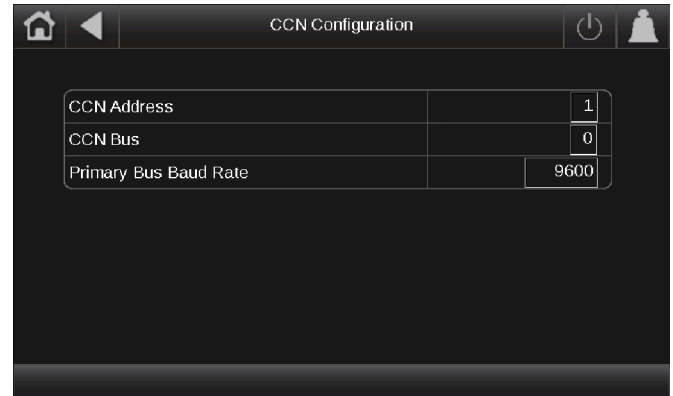 CCN Configuration
CCN Address 1
CCN Bus 0
Primary Bus Baud Rate 9600